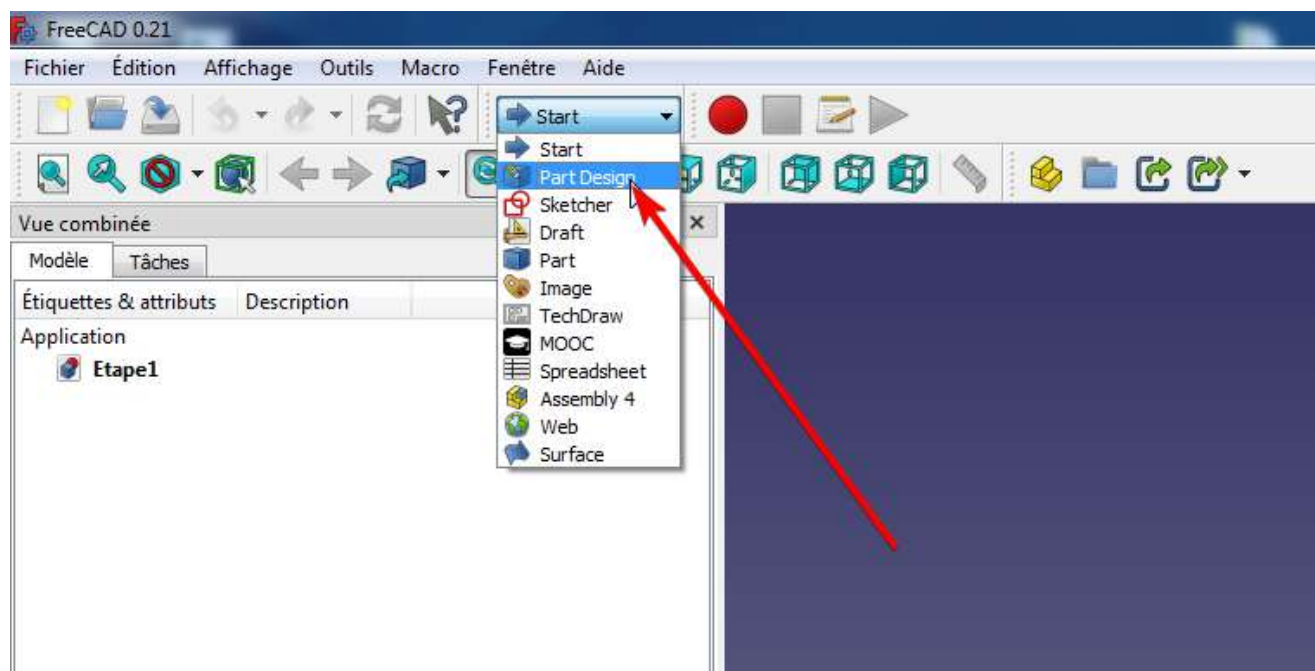 FreeCAD 0.21
Fichier Édition Affichage Outils Macro Fenêtre Aide
Start
Start
Part Design
Sketcher
Draft
Part
Image
TechDraw
MOOC
Spreadsheet
Assembly 4
Web
Surface
Vue combinée
Modèle Tâches
Étiquettes & attributs Description
Application
Etape1